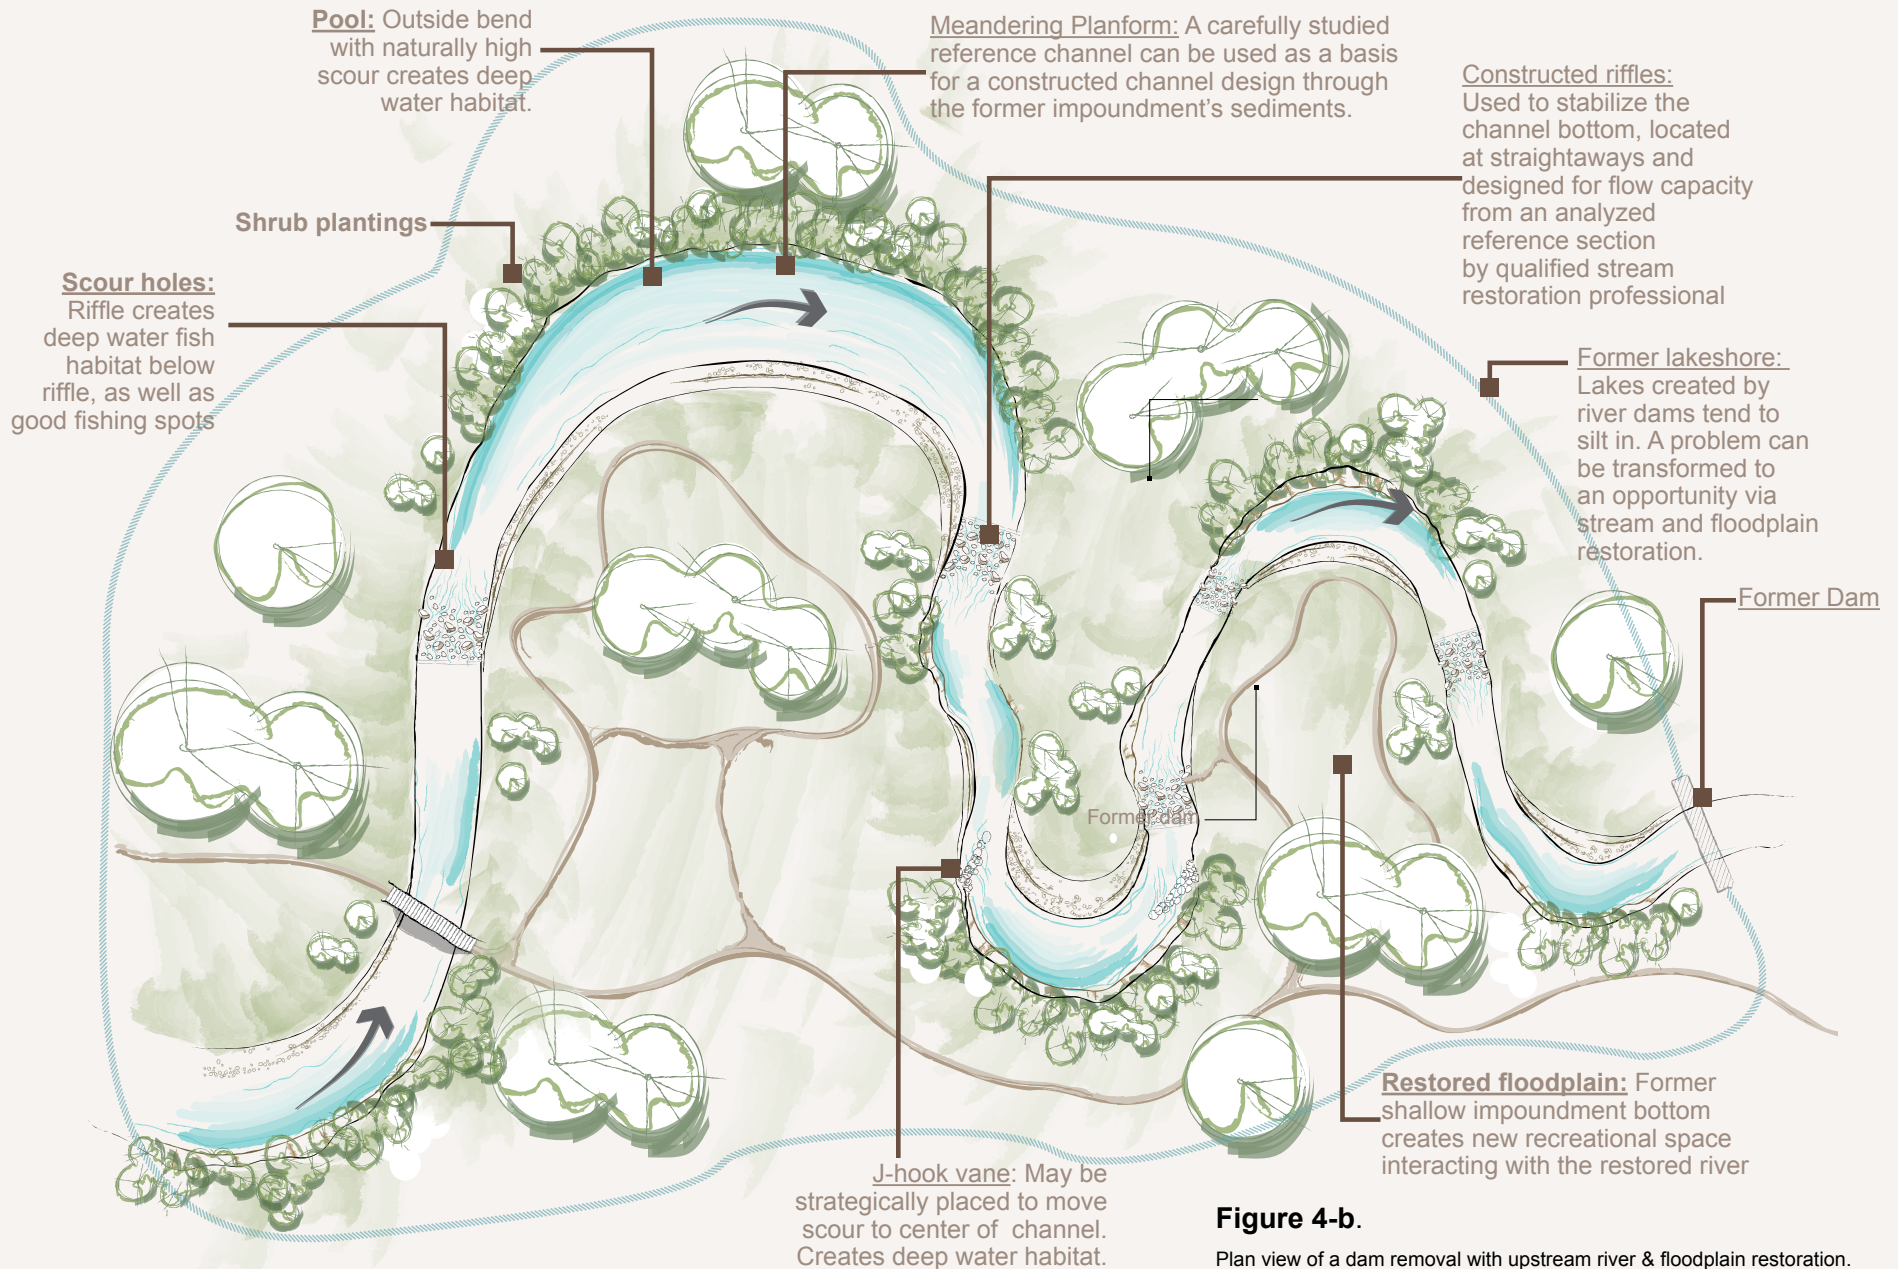 Pool: Outside bend
with naturally high
scour creates deep
water habitat.
Meandering Planform: A carefully studied
reference channel can be used as a basis
for a constructed channel design through
the former impoundment's sediments.
Constructed riffles:
Used to stabilize the
channel bottom, located
at straightaways and
designed for flow capacity
from an analyzed
reference section
by qualified stream
restoration professional
Shrub plantings
Scour holes:
Riffle creates
deep water fish
habitat below
riffle, as well as
good fishing spots
Former lakeshore:
Lakes created by
river dams tend to
silt in. A problem can
be transformed to
an opportunity via
stream and floodplain
restoration.
Former Dam
Former dam
Restored floodplain: Former
shallow impoundment bottom
creates new recreational space
interacting with the restored river
J-hook vane: May be
strategically placed to move
scour to center of channel.
Creates deep water habitat.
Figure 4-b.
Plan view of a dam removal with upstream river & floodplain restoration.